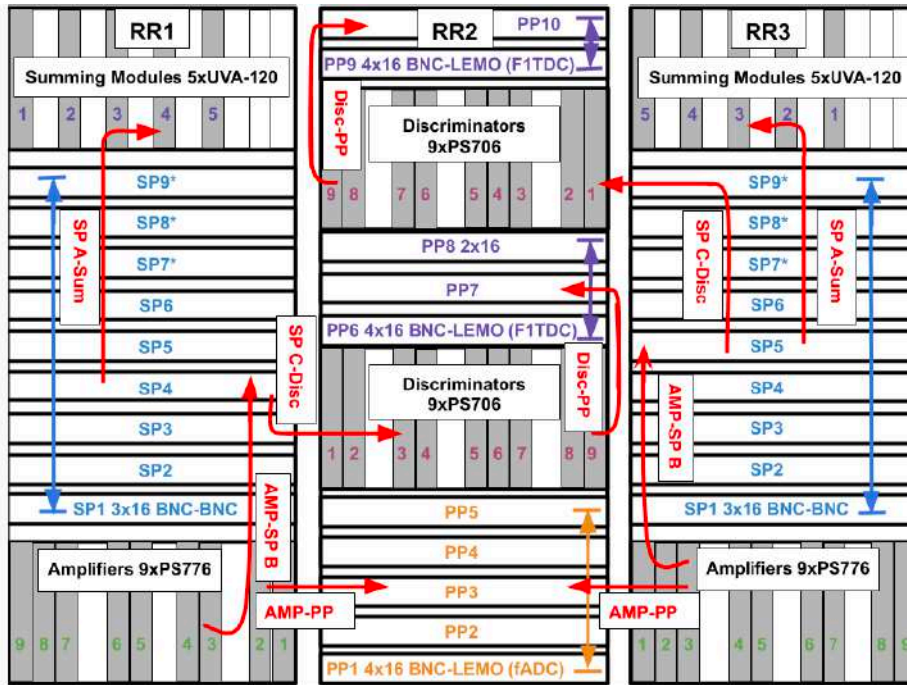 RR1
Summing Modules 5xUVA-120
1 2 3 4 5
SP9*
SP8*
SP7*
SP6
SP5
SP4
SP3
SP2
SP1 3x16 BNC-BNC
SP A-Sum
SP C-Disc
AMP-SP B
Amplifiers 9xPS776
9 8 7 6 5 4 3 2 1
AMP-PP
RR2
PP10
PP9 4x16 BNC-LEMO (F1TDC)
Disc-PP
Discriminators
9xPS706
9 8 7 6 5 4 3 2 1
PP8 2x16
PP7
PP6 4x16 BNC-LEMO (F1TDC)
Disc-PP
Discriminators
9xPS706
1 2 3 4 5 6 7 8 9
PP5
PP4
PP3
PP2
PP1 4x16 BNC-LEMO (fADC)
RR3
Summing Modules 5xUVA-120
5 4 3 2 1
SP9*
SP8*
SP7*
SP6
SP5
SP4
SP3
SP2
SP1 3x16 BNC-BNC
SP C-Disc
SP A-Sum
AMP-SP B
Amplifiers 9xPS776
AMP-PP
1 2 3 4 5 6 7 8 9